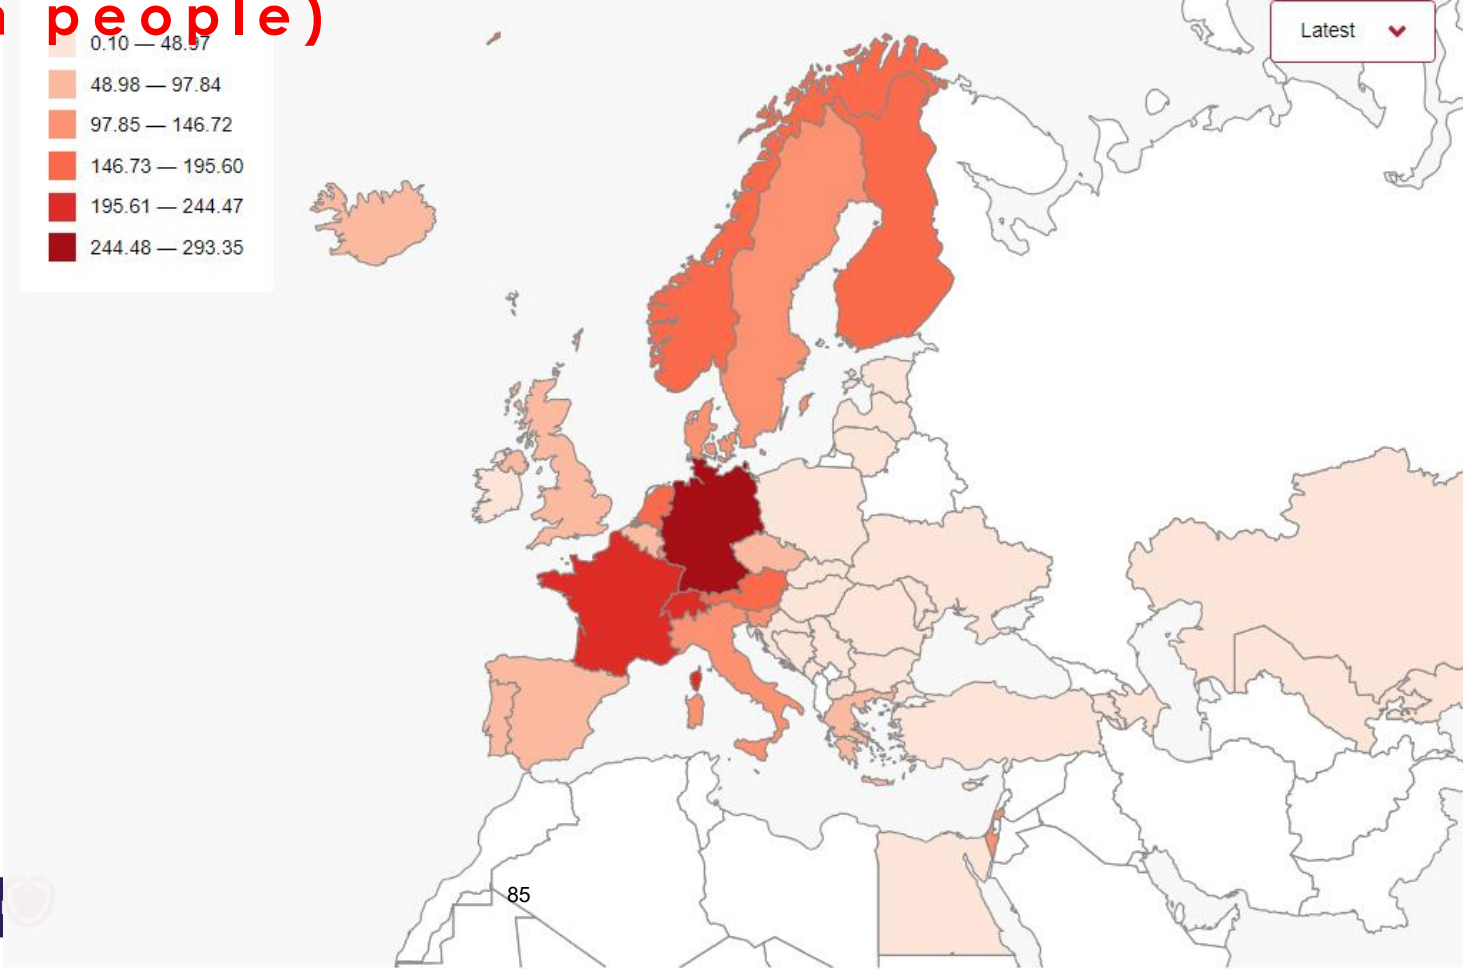 people)
0.10 — 48.97
48.98 — 97.84
97.85 — 146.72
146.73 — 195.60
195.61 — 244.47
244.48 — 293.35
Latest
85